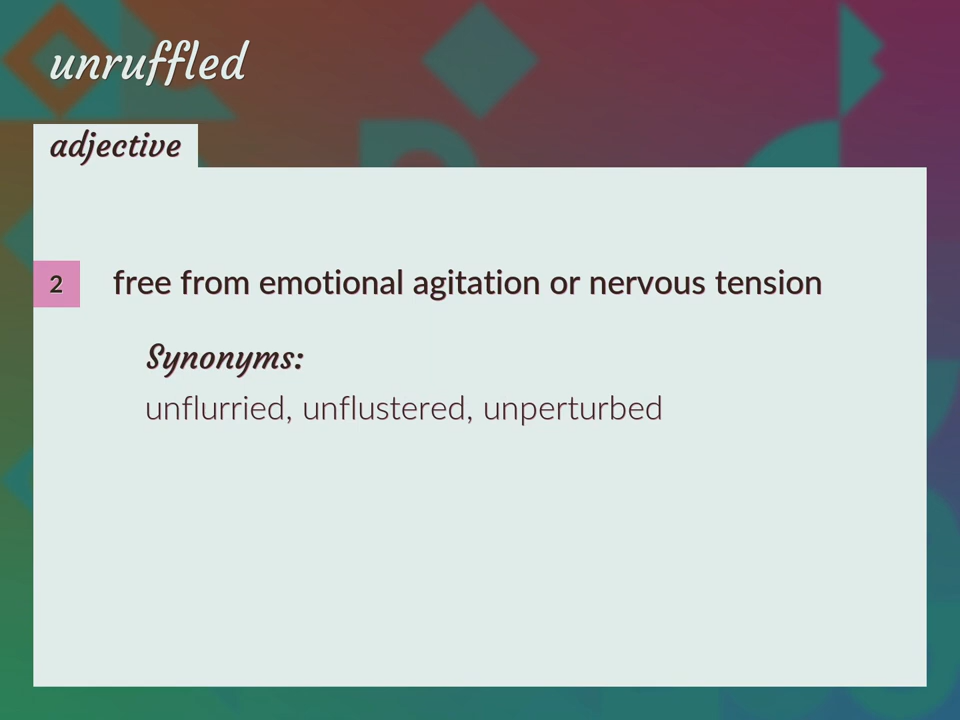 unruffled
adjective
2
free from emotional agitation or nervous tension
Synonyms:
unflurried, unflustered, unperturbed